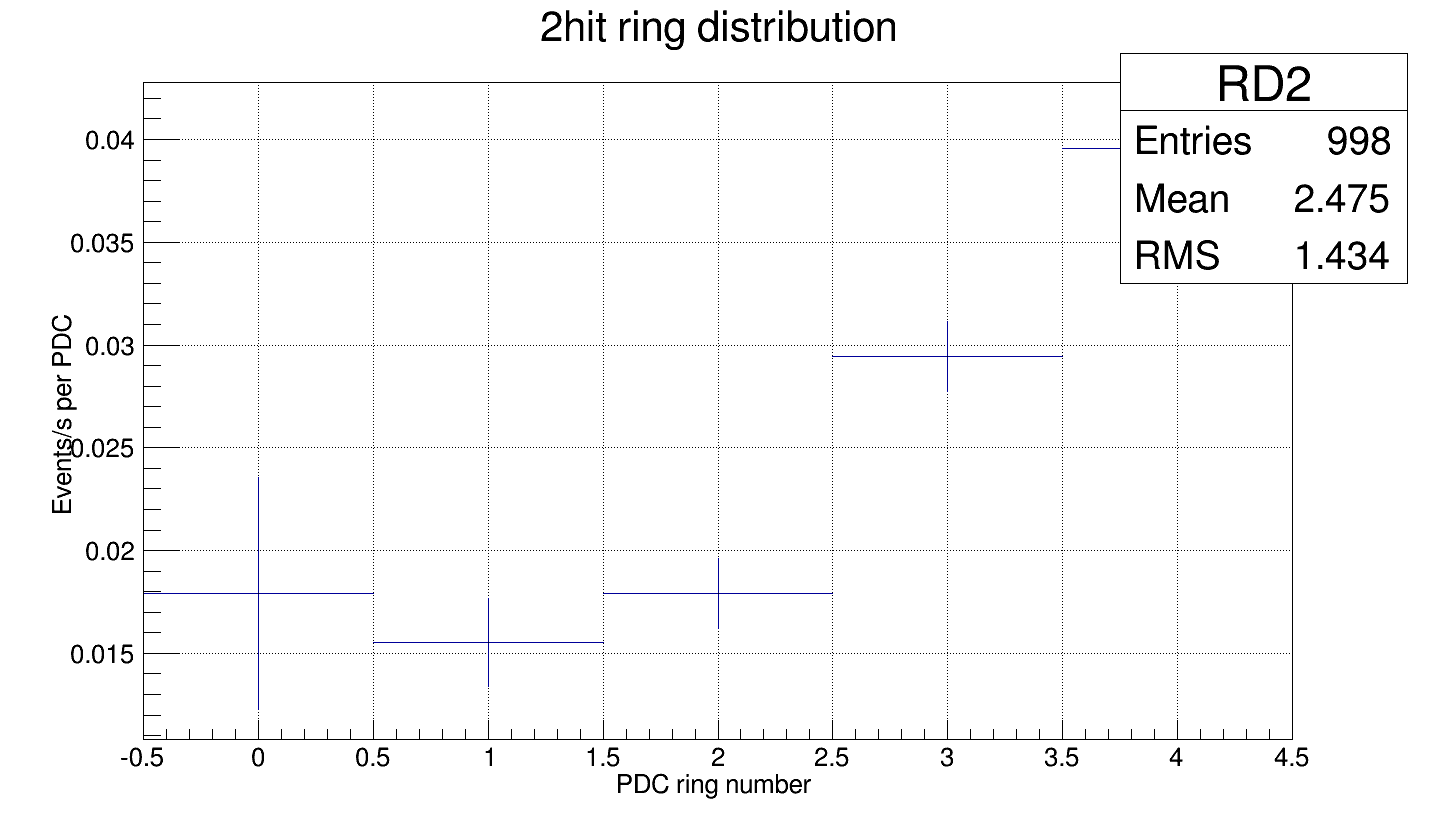 2hit ring distribution
RD2
Entries 998
Mean 2.475
RMS 1.434
0.04
0.035
0.03
0.025
0.02
0.015
Events/s per PDC
-0.5 0 0.5 1 1.5 2 2.5 3 3.5 4 4.5
PDC ring number